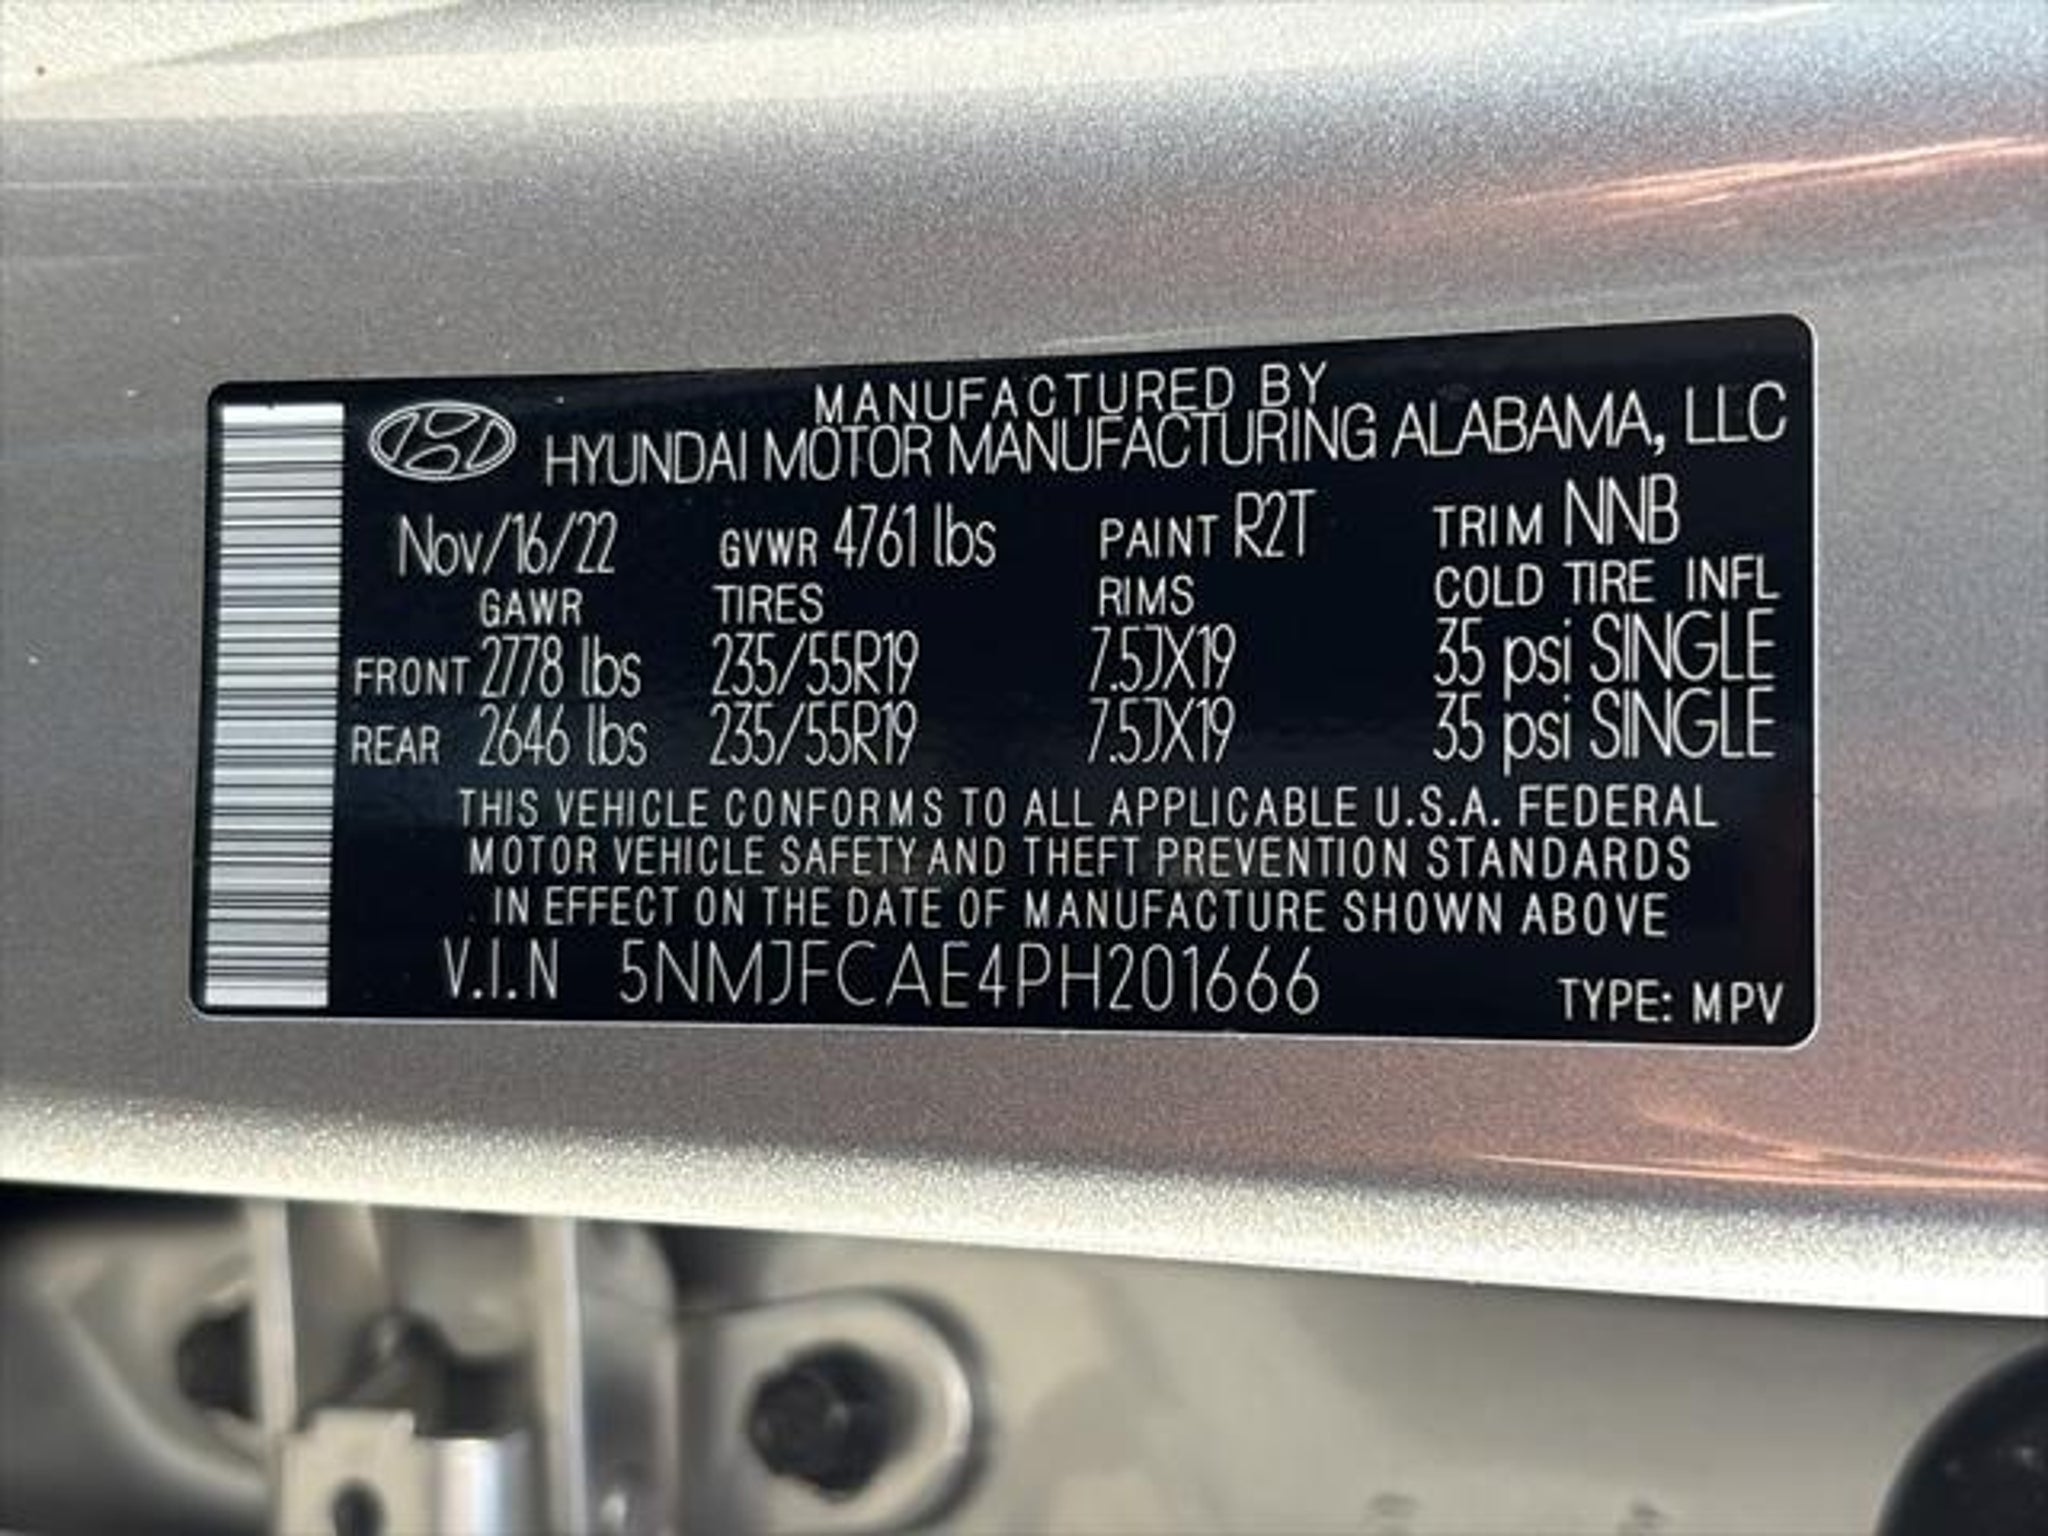 MANUFACTURED BY
HYUNDAI MOTOR MANUFACTURING ALABAMA, LLC
Nov/16/22 GVWR 4761 lbs PAINT R2T TRIM NNB
GAWR TIRES RIMS COLD TIRE INFL
FRONT 2778 lbs 235/55R19 7.5JX19 35 psi SINGLE
REAR 2646 lbs 235/55R19 7.5JX19 35 psi SINGLE
THIS VEHICLE CONFORMS TO ALL APPLICABLE U.S.A. FEDERAL
MOTOR VEHICLE SAFETY AND THEFT PREVENTION STANDARDS
IN EFFECT ON THE DATE OF MANUFACTURE SHOWN ABOVE
V.I.N 5NMJFCAE4PH201666 TYPE: MPV